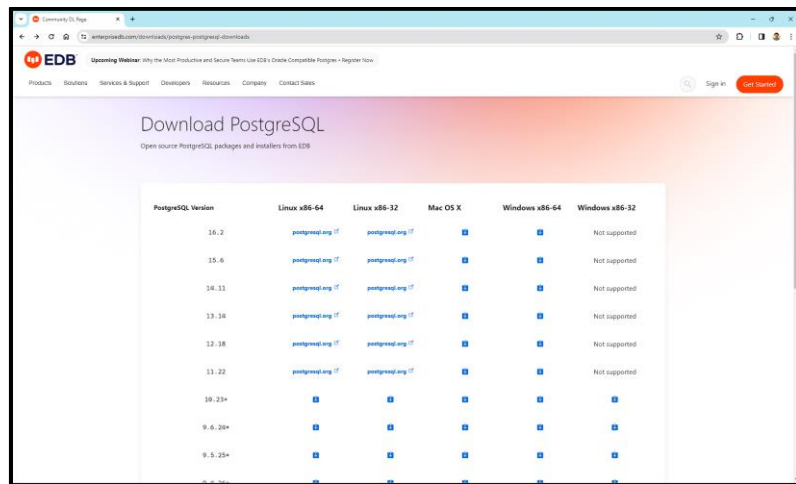 Community DL Page
enterprisedb.com/downloads/postgres-postgresql-downloads
EDB
Upcoming Webinar: Why the Most Productive and Secure Teams Use EDB's Oracle Compatible Postgres • Register Now
Products Solutions Services & Support Developers Resources Company Contact Sales Sign in Get Started
Download PostgreSQL
Open source PostgreSQL packages and installers from EDB
PostgreSQL Version Linux x86-64 Linux x86-32 Mac OS X Windows x86-64 Windows x86-32
16.2 postgresql.org postgresql.org Not supported
15.6 postgresql.org postgresql.org Not supported
14.11 postgresql.org postgresql.org Not supported
13.14 postgresql.org postgresql.org Not supported
12.18 postgresql.org postgresql.org Not supported
11.22 postgresql.org postgresql.org Not supported
10.23*
9.6.24*
9.5.25*